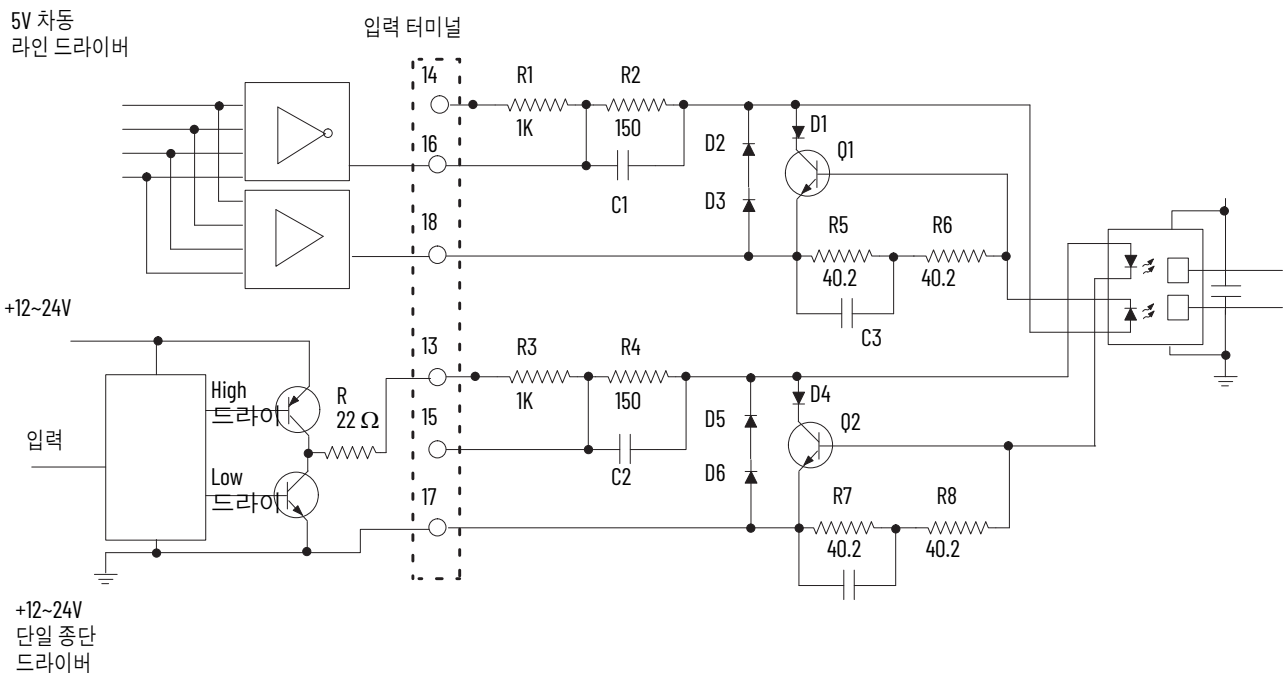 5V 차동
라인 드라이버
입력 터미널
14
R1
1K
R2
150
16
C1
D2
D3
D1
Q1
18
R5
40.2
R6
40.2
C3
+12~24V
High
드라이
R
22 Ω
입력
Low
드라이
13
R3
1K
R4
150
15
C2
D5
D6
D4
Q2
17
R7
40.2
R8
40.2
+12~24V
단일 종단
드라이버